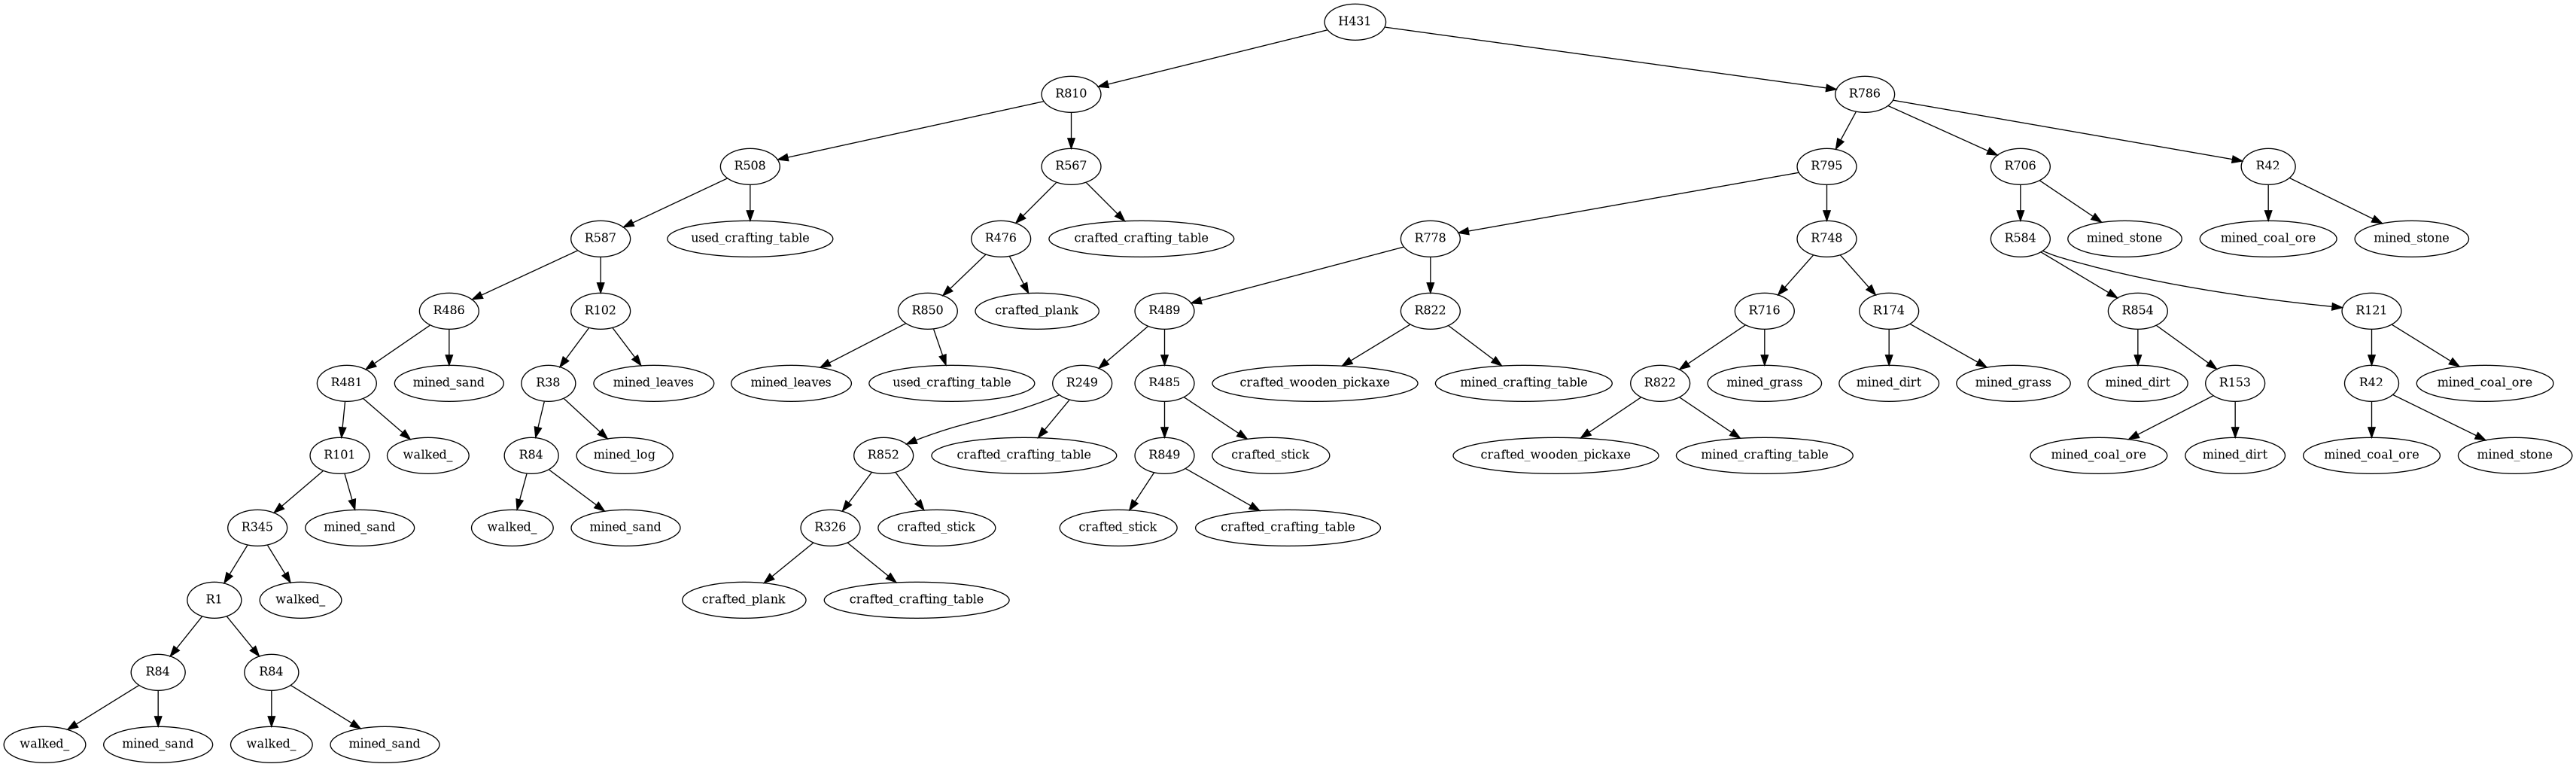 H431
R810
R786
R508
R567
R795
R706
R42
R587
used_crafting_table
R476
crafted_crafting_table
R778
R748
R584
mined_stone
mined_coal_ore
mined_stone
R486
R102
R850
crafted_plank
R489
R822
R716
R174
R854
R121
R481
mined_sand
R38
mined_leaves
mined_leaves
used_crafting_table
R249
R485
crafted_wooden_pickaxe
mined_crafting_table
R822
mined_grass
mined_dirt
mined_grass
mined_dirt
R153
R42
mined_coal_ore
R101
walked_
R84
mined_log
R852
crafted_crafting_table
R849
crafted_stick
crafted_wooden_pickaxe
mined_crafting_table
mined_coal_ore
mined_dirt
mined_coal_ore
mined_stone
R345
mined_sand
walked_
mined_sand
R326
crafted_stick
crafted_stick
crafted_crafting_table
R1
walked_
crafted_plank
crafted_crafting_table
R84
R84
walked_
mined_sand
walked_
mined_sand